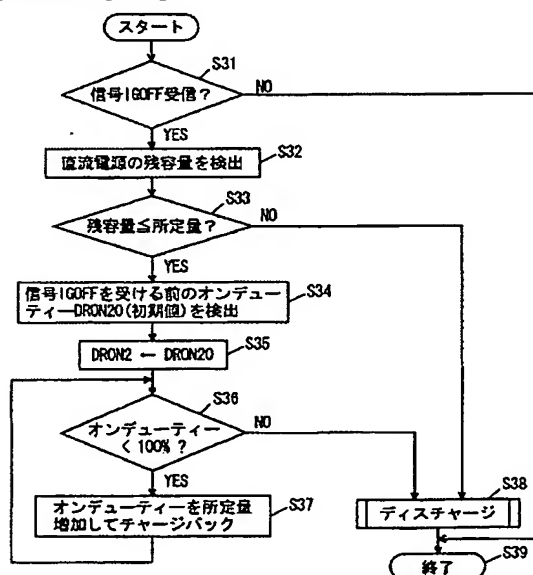 スタート
S31
信号IGOFF受信？
NO
YES
直流電源の残容量を検出
S32
S33
残容量≦所定量？
NO
YES
信号IGOFFを受ける前のオンデュー
ティーDRON20(初期値)を検出
S34
DRON2 ← DRON20
S35
S36
オンデューティー
＜100%？
NO
YES
オンデューティーを所定量
増加してチャージバック
S37
S38
ディスチャージ
S39
終了